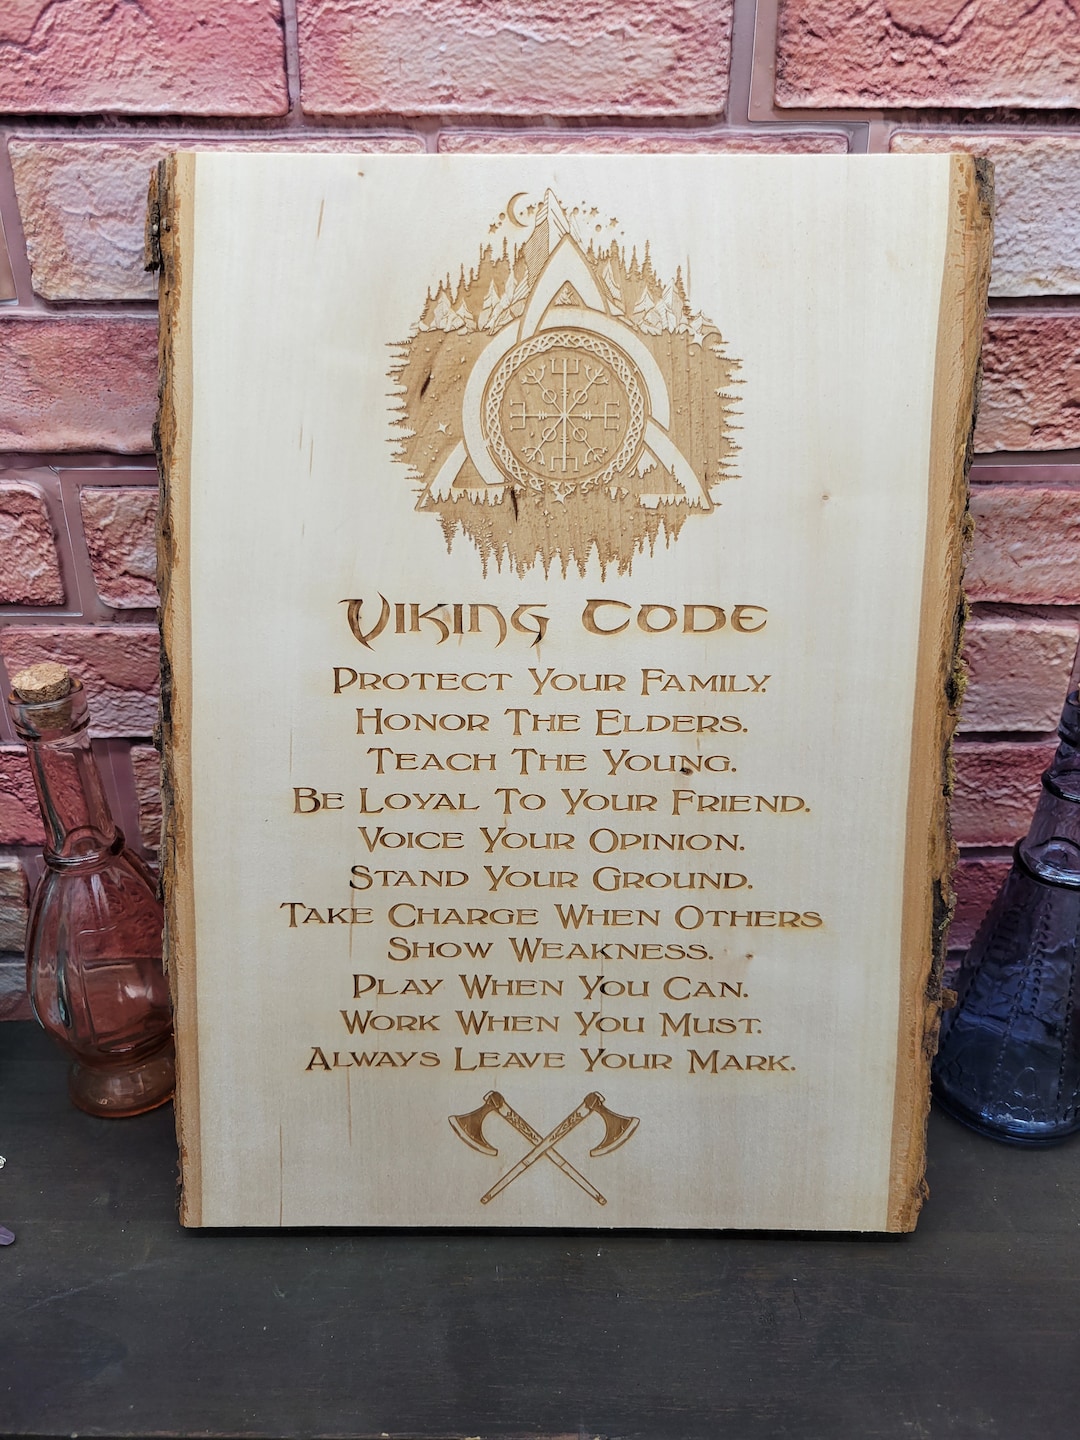 Viking Code
Protect Your Family.
Honor The Elders.
Teach The Young.
Be Loyal To Your Friend.
Voice Your Opinion.
Stand Your Ground.
Take Charge When Others
Show Weakness.
Play When You Can.
Work When You Must.
Always Leave Your Mark.